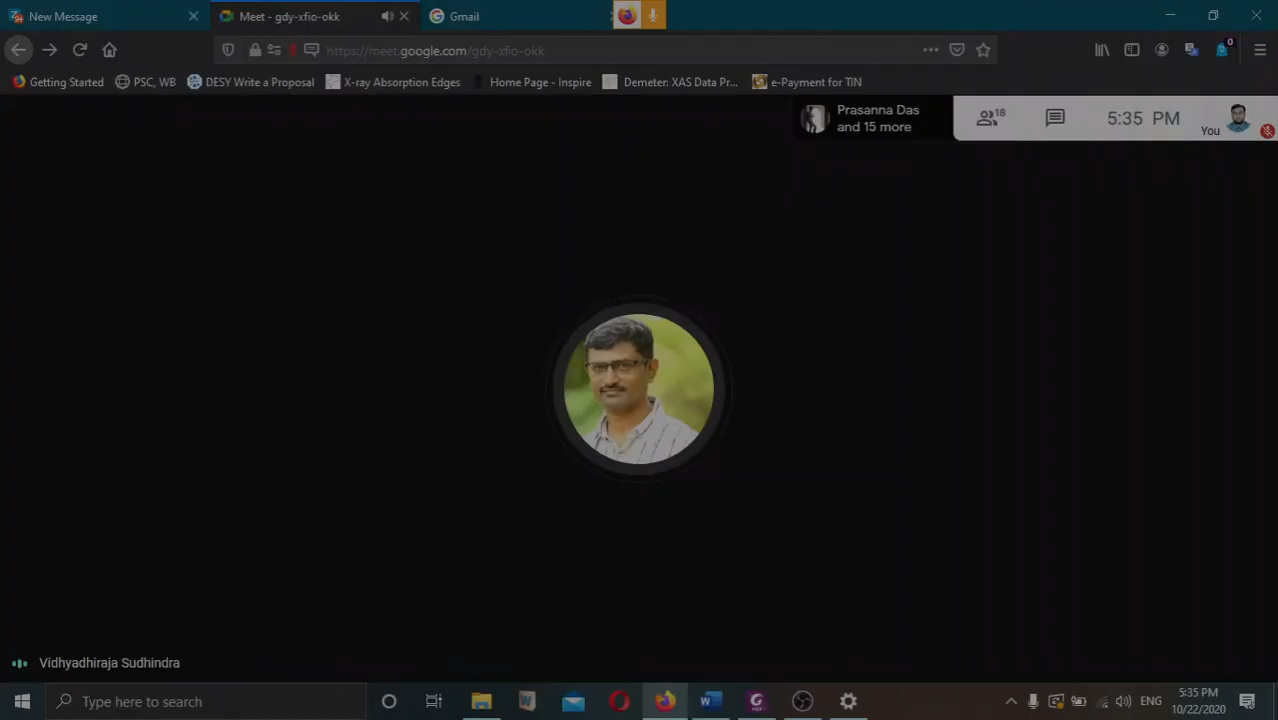 New Message
Meet - gdy-xfio-okk
Gmail
https://meet.google.com/gdy-xfio-okk
0
Getting Started
PSC, WB
DESY Write a Proposal
X-ray Absorption Edges
Home Page - Inspire
Demeter: XAS Data Pr...
e-Payment for TIN
Prasanna Das
and 15 more
18
5:35 PM
You
Vidhyadhiraja Sudhindra
Type here to search
ENG
5:35 PM
10/22/2020